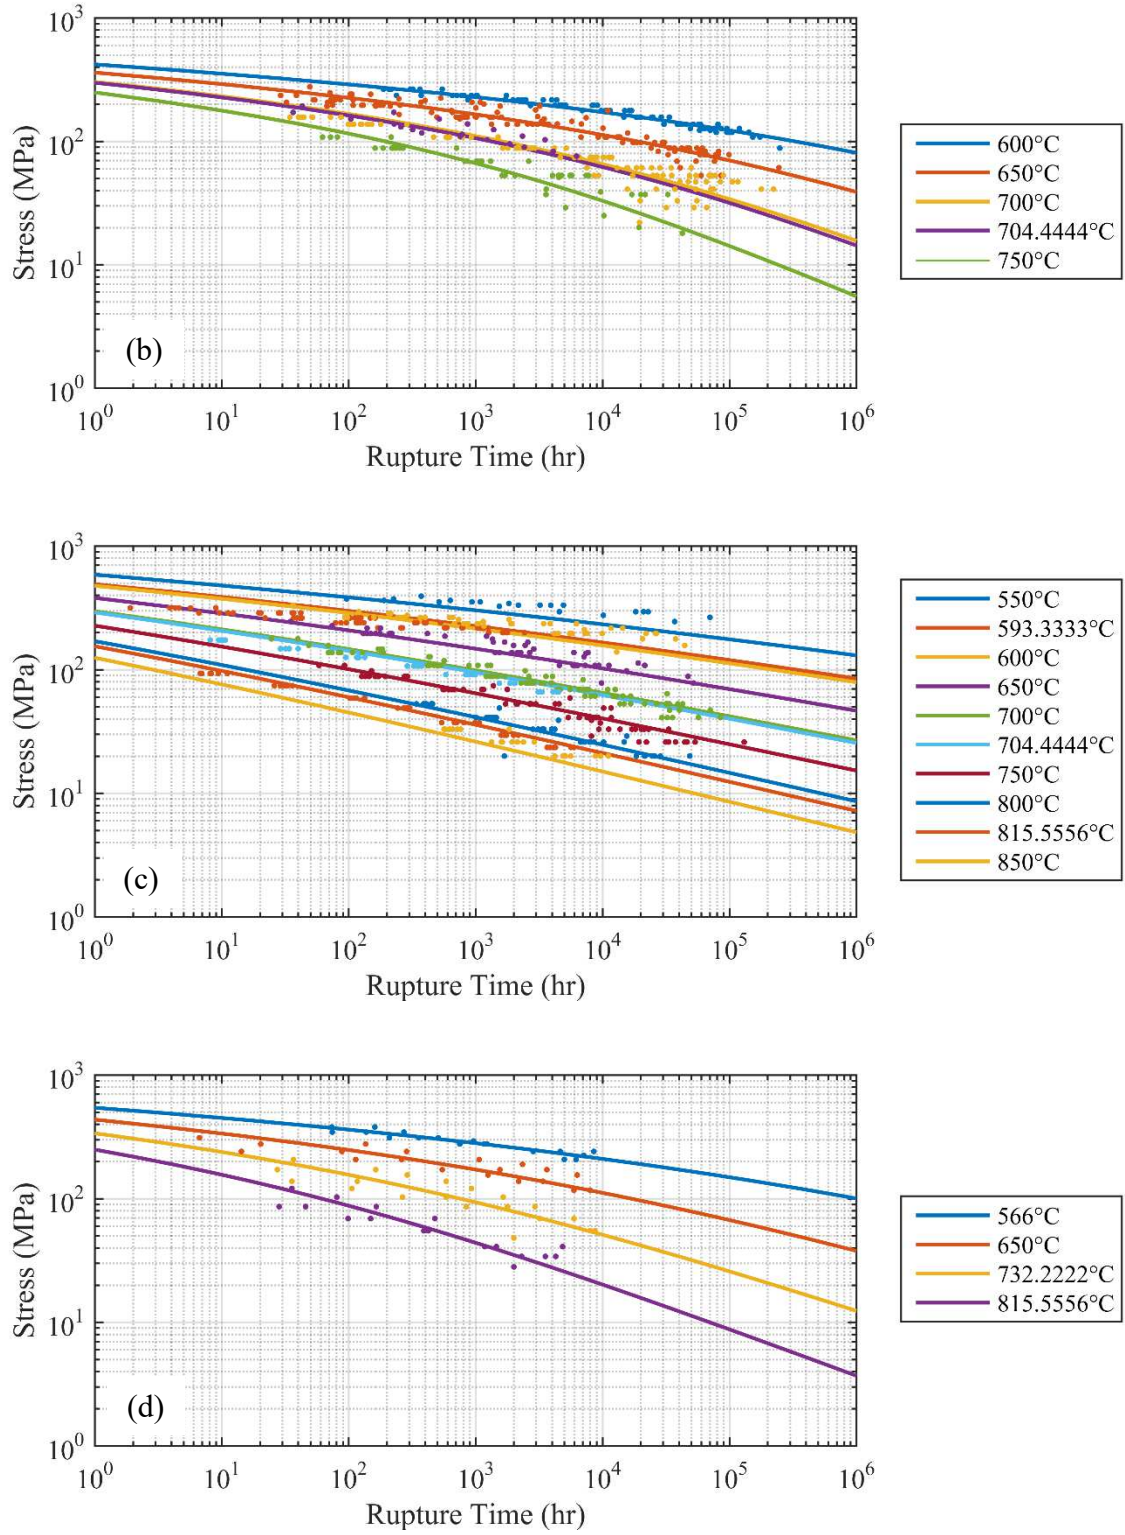 10^3
10^2
10^1
10^0
Stress (MPa)
(b)
10^0 10^1 10^2 10^3 10^4 10^5 10^6
Rupture Time (hr)
600°C
650°C
700°C
704.4444°C
750°C
10^3
10^2
10^1
10^0
Stress (MPa)
(c)
10^0 10^1 10^2 10^3 10^4 10^5 10^6
Rupture Time (hr)
550°C
593.3333°C
600°C
650°C
700°C
704.4444°C
750°C
800°C
815.5556°C
850°C
10^3
10^2
10^1
10^0
Stress (MPa)
(d)
10^0 10^1 10^2 10^3 10^4 10^5 10^6
Rupture Time (hr)
566°C
650°C
732.2222°C
815.5556°C